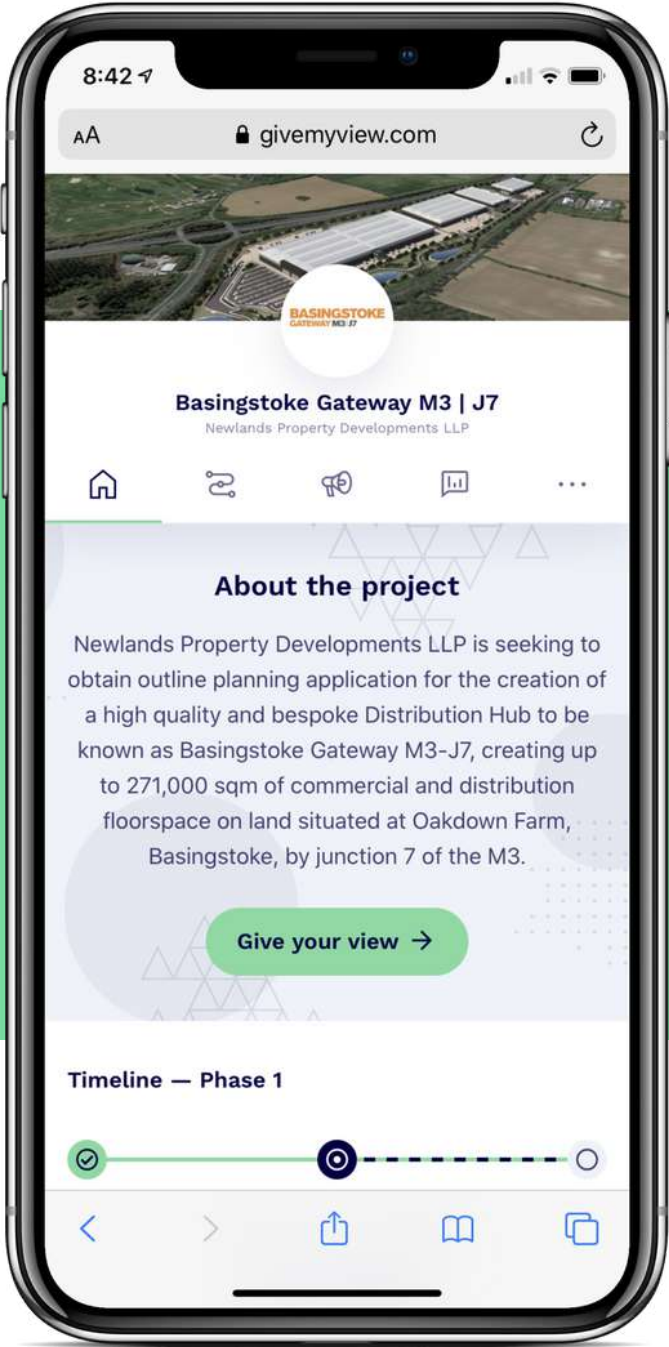 8:42
AA givemyview.com
BASINGSTOKE
GATEWAY M3 J7
Basingstoke Gateway M3 | J7
Newlands Property Developments LLP
About the project
Newlands Property Developments LLP is seeking to
obtain outline planning application for the creation of
a high quality and bespoke Distribution Hub to be
known as Basingstoke Gateway M3-J7, creating up
to 271,000 sqm of commercial and distribution
floorspace on land situated at Oakdown Farm,
Basingstoke, by junction 7 of the M3.
Give your view →
Timeline — Phase 1